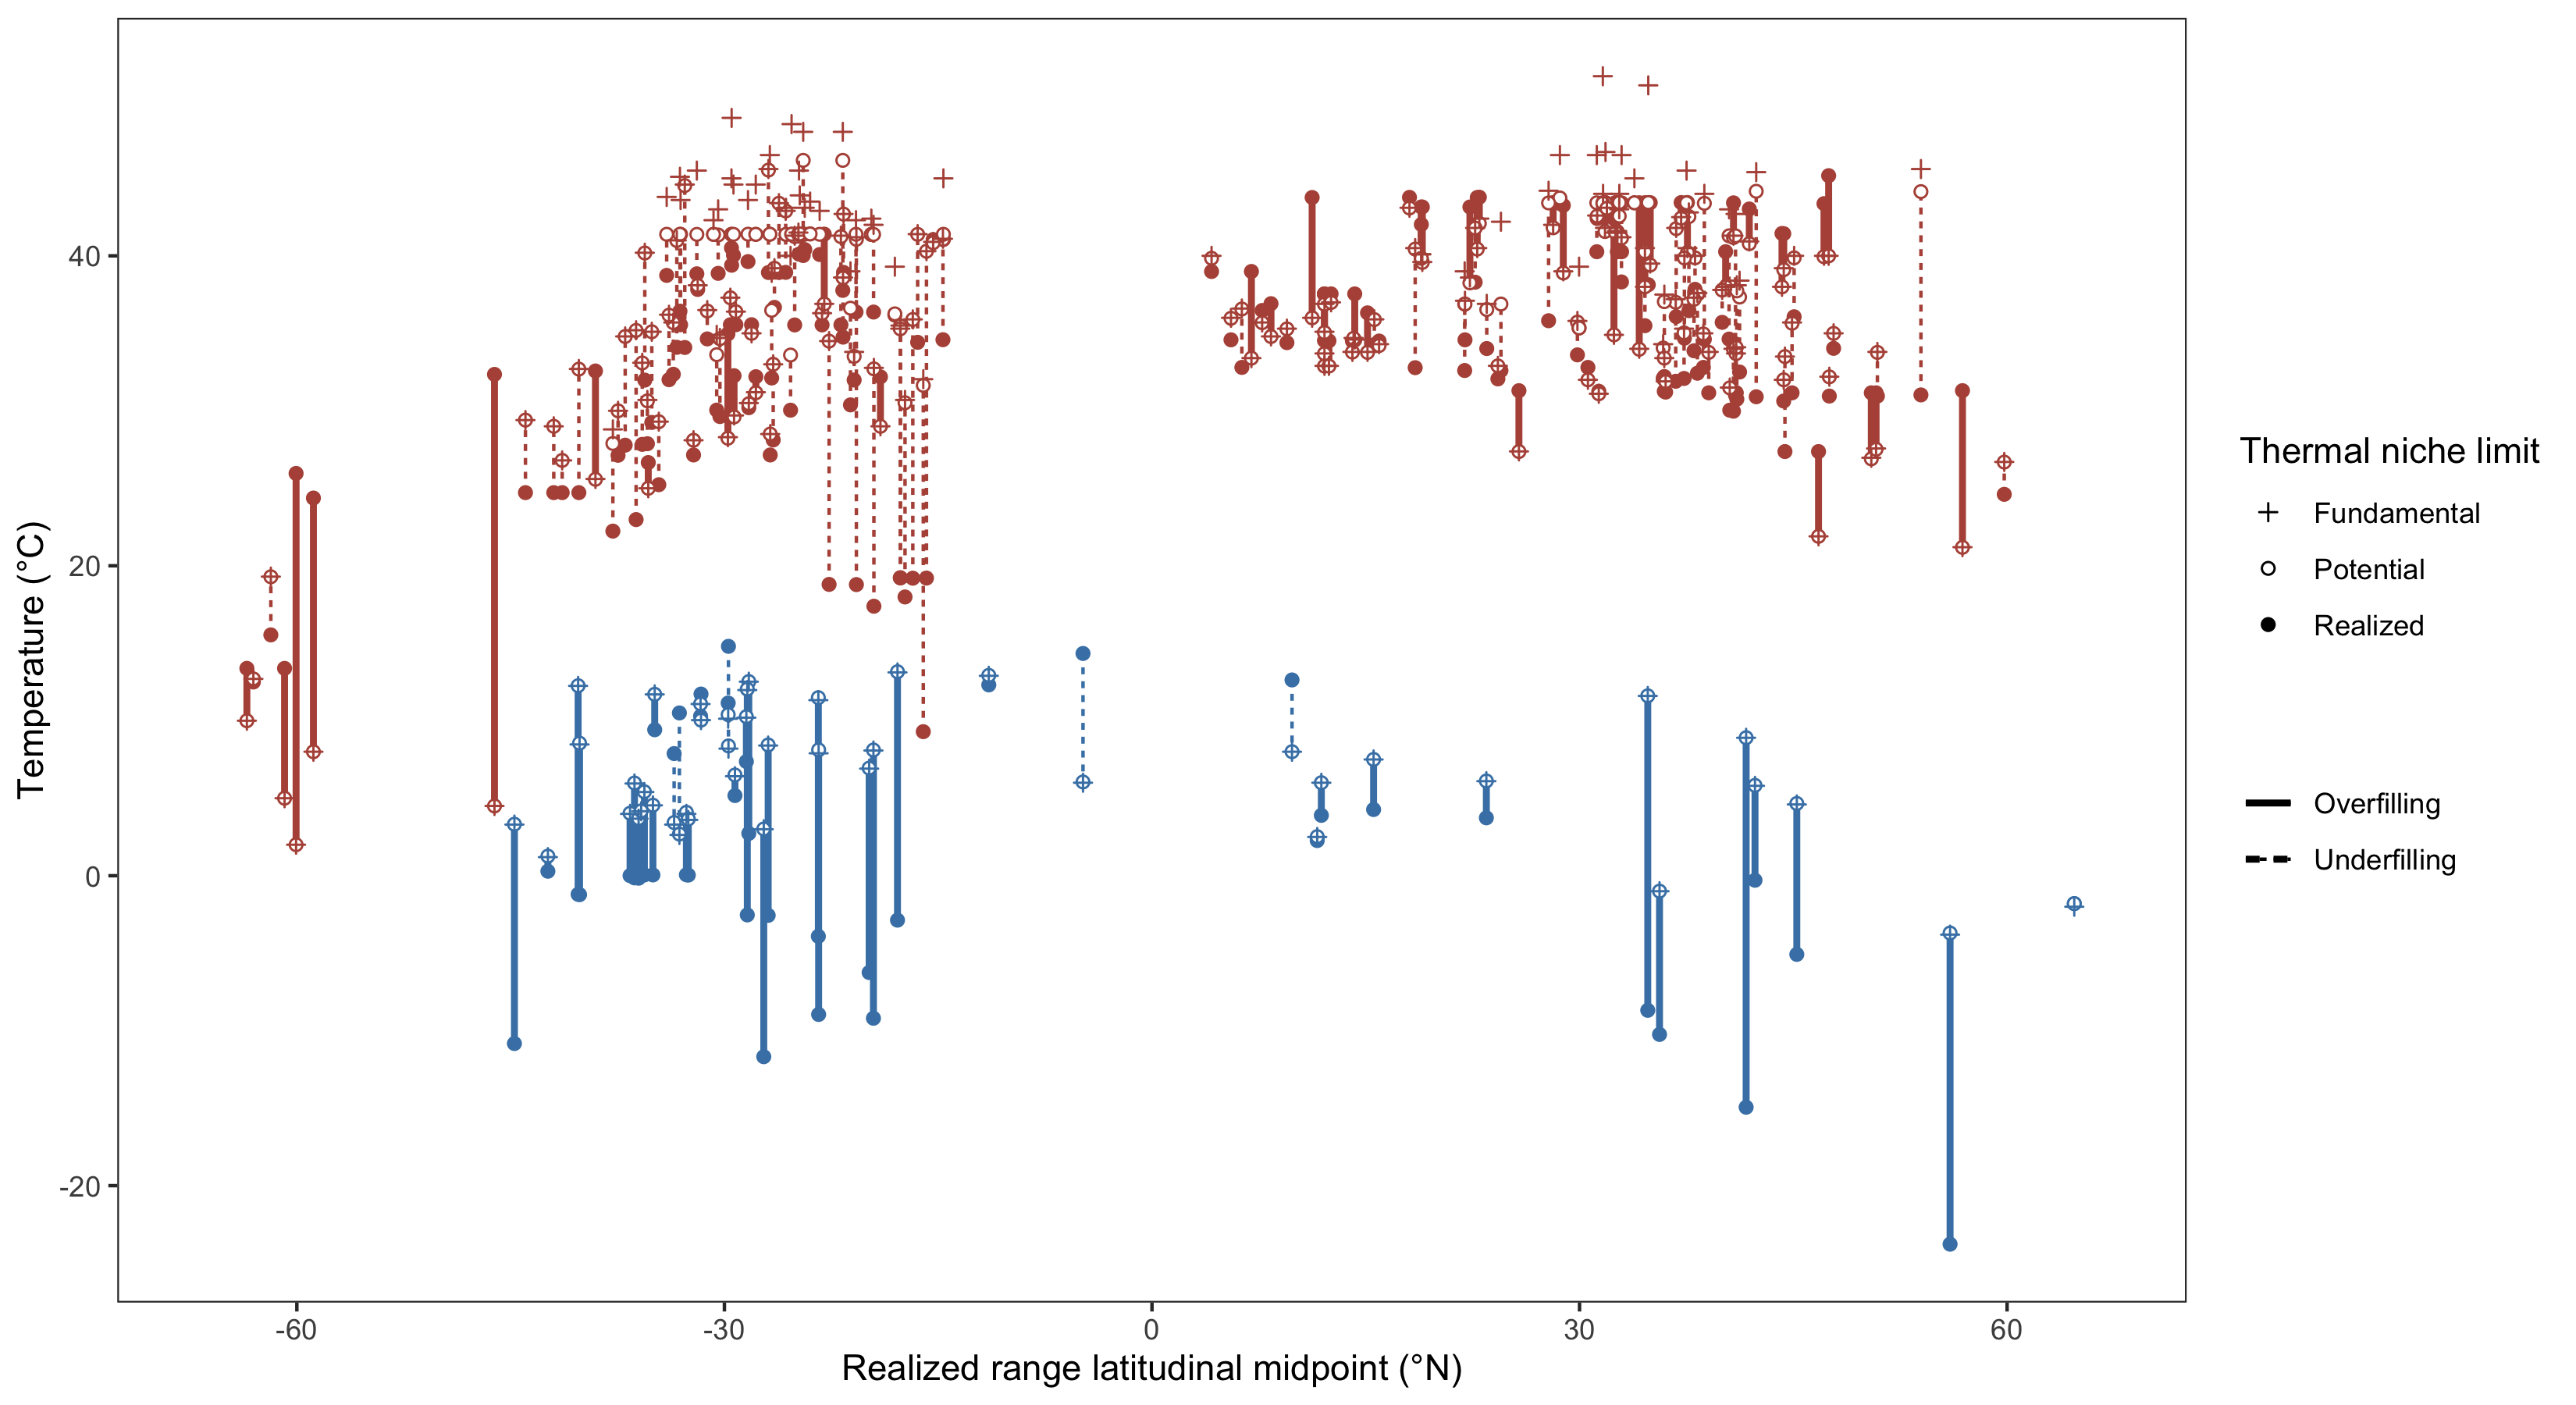 Temperature (°C)
40
20
0
-20
-60
-30
0
30
60
Realized range latitudinal midpoint (°N)
Thermal niche limit
Fundamental
Potential
Realized
Overfilling
Underfilling